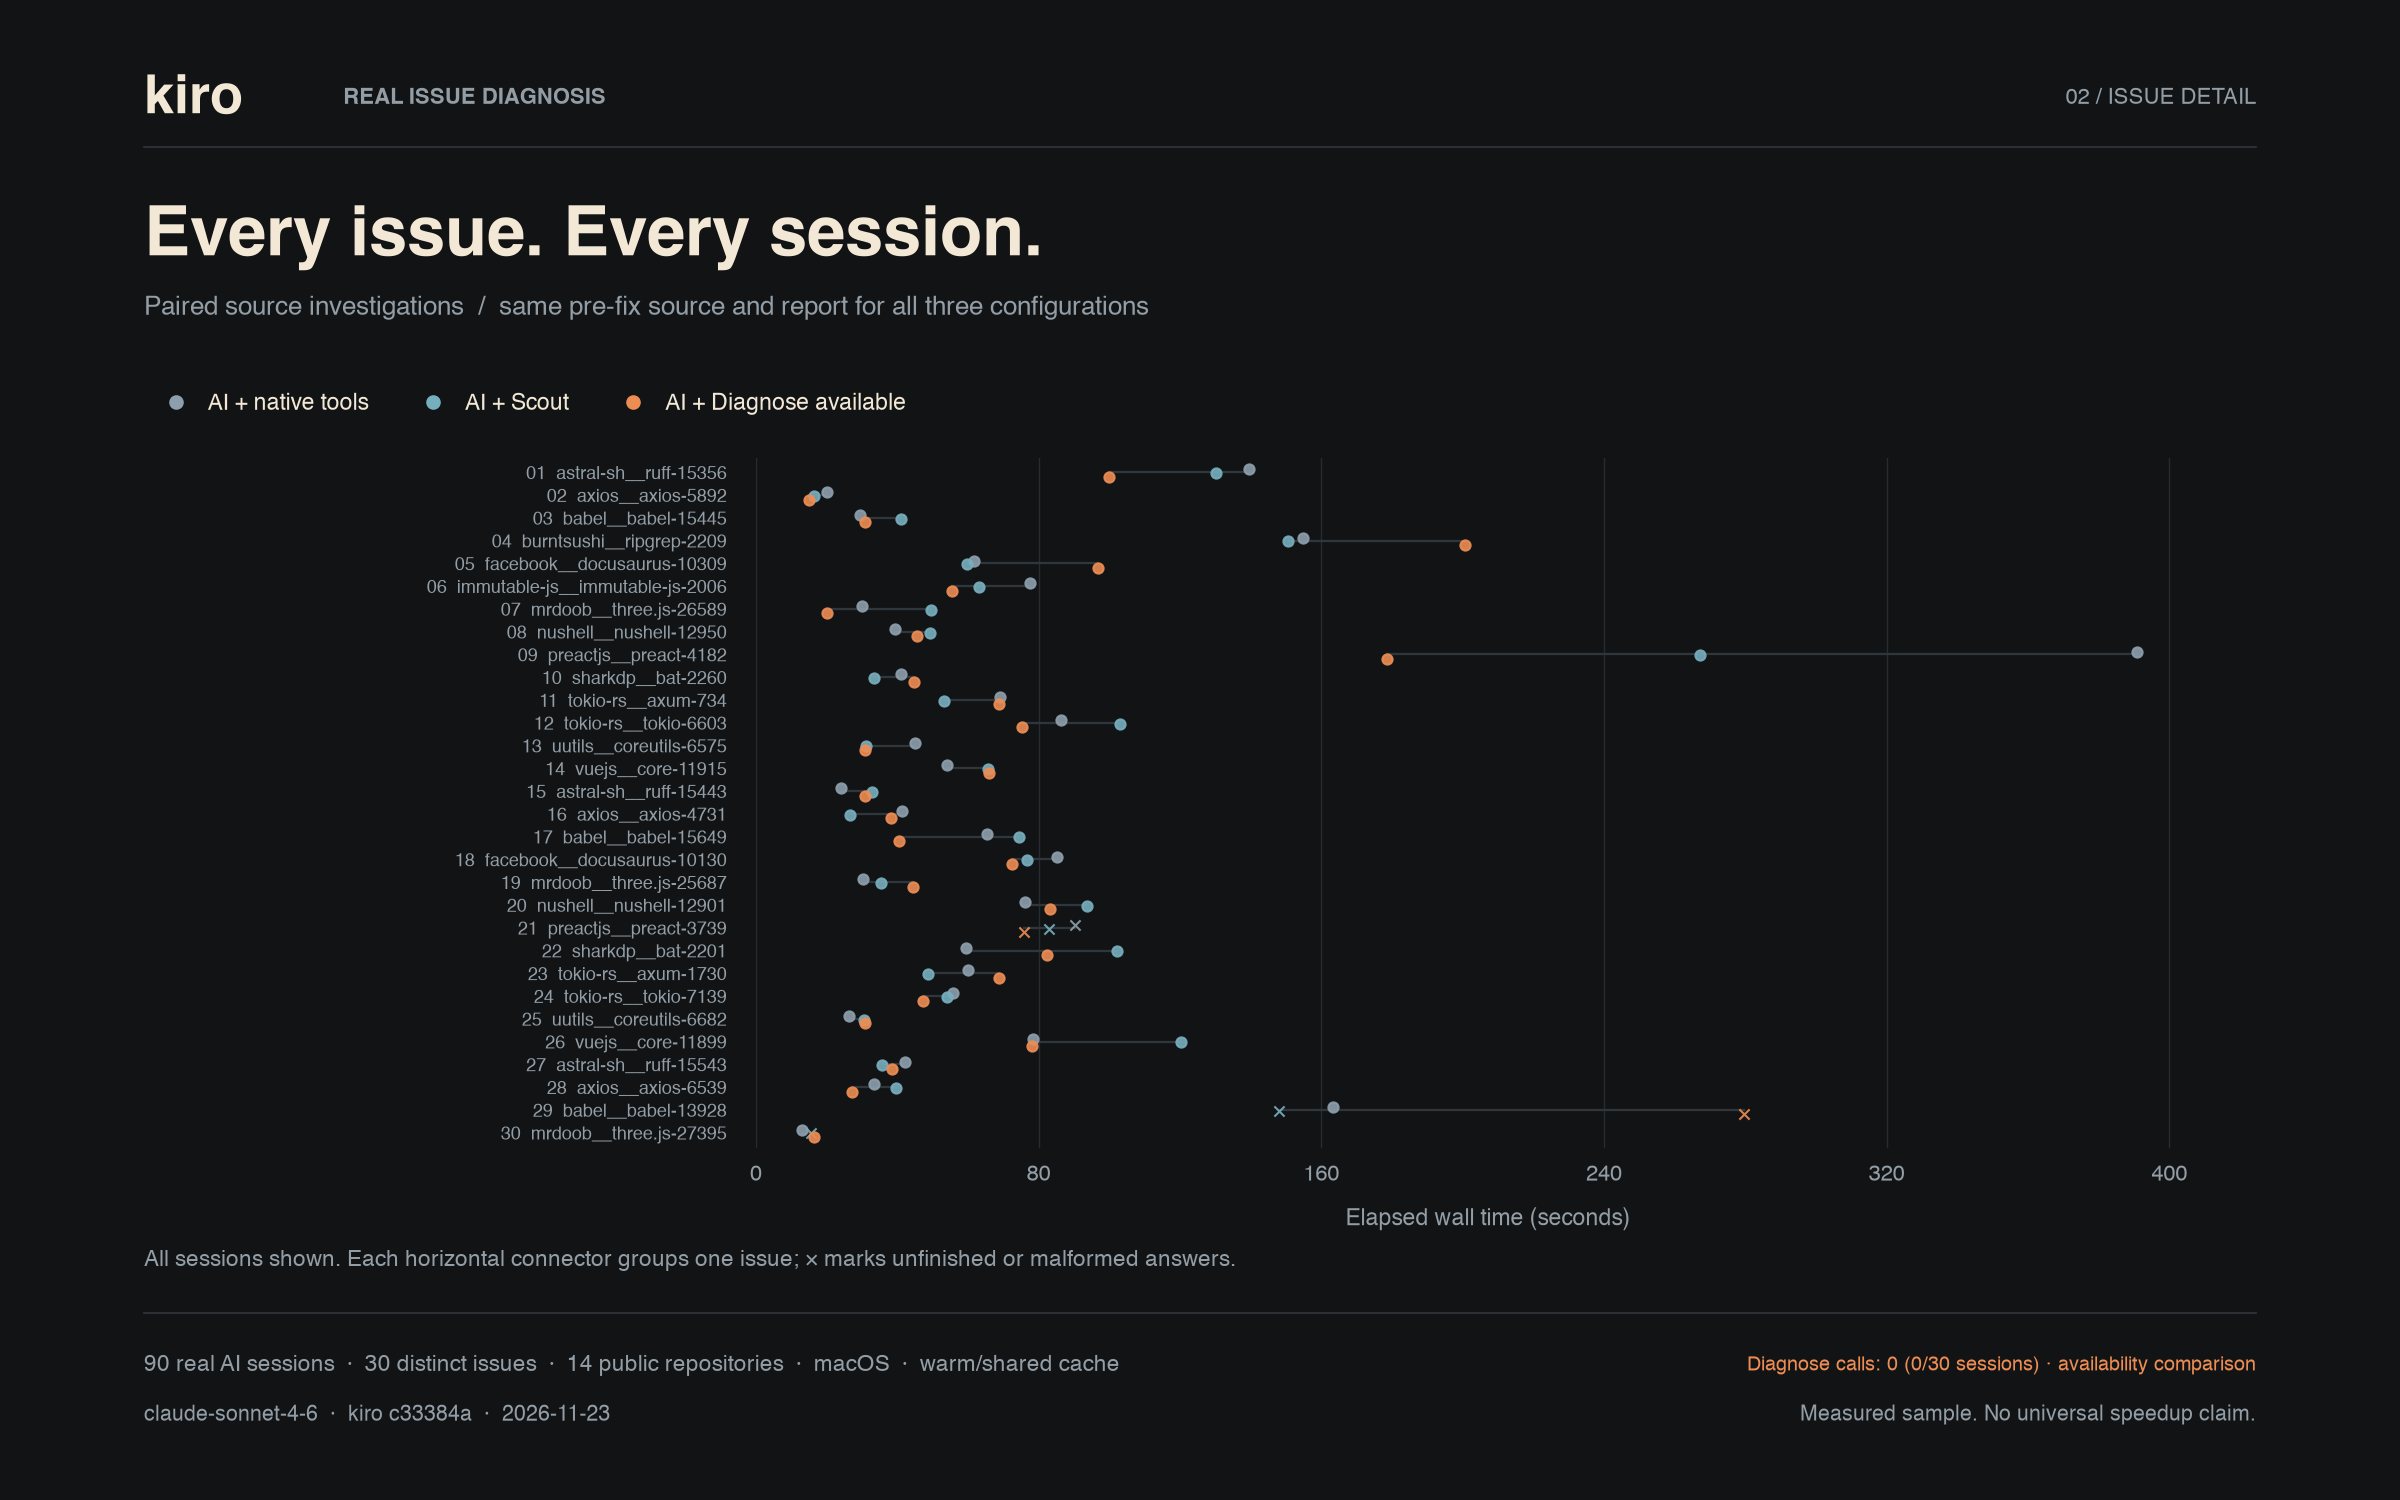 kiro
REAL ISSUE DIAGNOSIS
02 / ISSUE DETAIL
Every issue. Every session.
Paired source investigations / same pre-fix source and report for all three configurations
AI + native tools
AI + Scout
AI + Diagnose available
01 astral-sh__ruff-15356
02 axios__axios-5892
03 babel__babel-15445
04 burntsushi__ripgrep-2209
05 facebook__docusaurus-10309
06 immutable-js__immutable-js-2006
07 mrdoob__three.js-26589
08 nushell__nushell-12950
09 preactjs__preact-4182
10 sharkdp__bat-2260
11 tokio-rs__axum-734
12 tokio-rs__tokio-6603
13 uutils__coreutils-6575
14 vuejs__core-11915
15 astral-sh__ruff-15443
16 axios__axios-4731
17 babel__babel-15649
18 facebook__docusaurus-10130
19 mrdoob__three.js-25687
20 nushell__nushell-12901
21 preactjs__preact-3739
22 sharkdp__bat-2201
23 tokio-rs__axum-1730
24 tokio-rs__tokio-7139
25 uutils__coreutils-6682
26 vuejs__core-11899
27 astral-sh__ruff-15543
28 axios__axios-6539
29 babel__babel-13928
30 mrdoob__three.js-27395
0 80 160 240 320 400
Elapsed wall time (seconds)
All sessions shown. Each horizontal connector groups one issue; × marks unfinished or malformed answers.
90 real AI sessions · 30 distinct issues · 14 public repositories · macOS · warm/shared cache
Diagnose calls: 0 (0/30 sessions) · availability comparison
claude-sonnet-4-6 · kiro c33384a · 2026-11-23
Measured sample. No universal speedup claim.